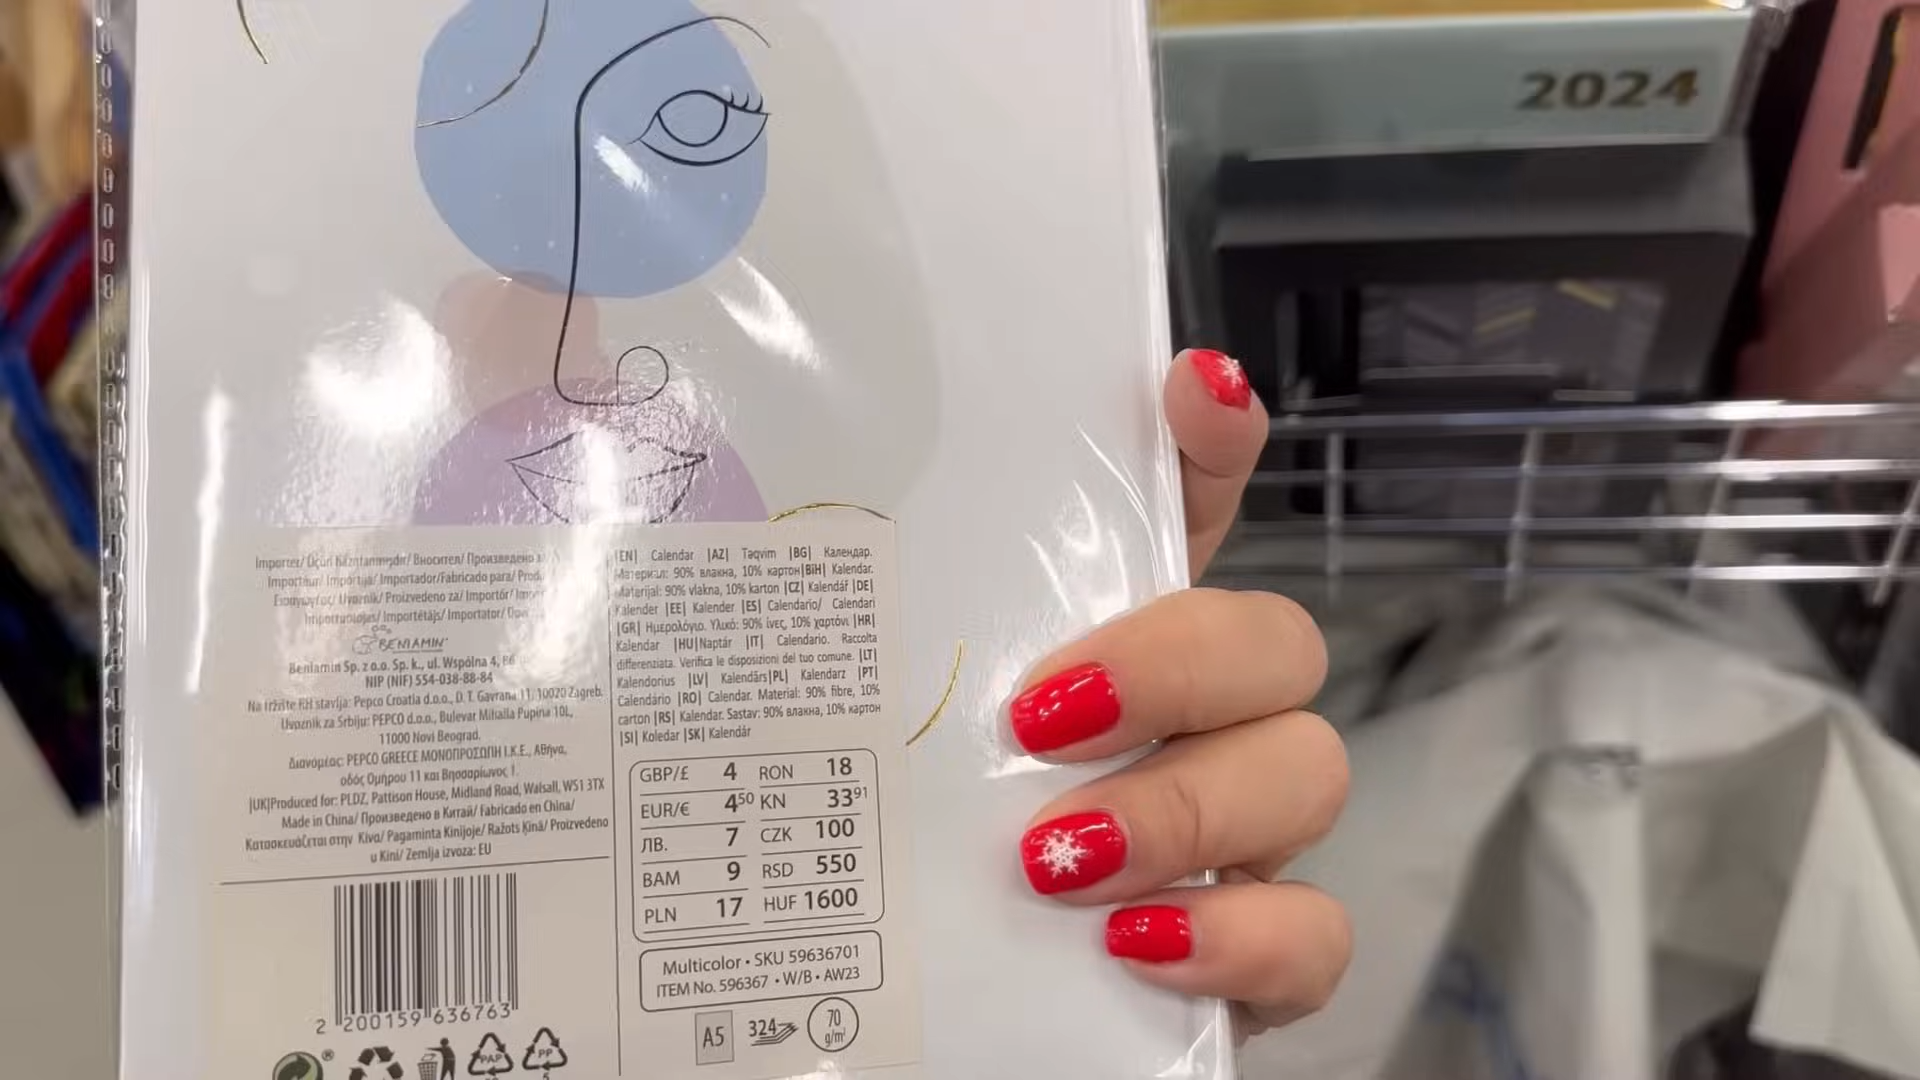 2024
Importer/ Üçün nəzərdə tutulmuşdur/ Вносител/ Произведено за/
Importeur/ Importija/ Importador/Fabricado para/ Prod.
Εισαγωγέας/ Uvoznik/ Proizvedeno za/ Importőr/
Importuotojas/ Importētājs/ Importator/
BENIAMIN
Beniamin Sp. z o.o. Sp. k., ul. Wspólna 4,
NIP (NIF) 554-038-88-84
Na tržište RH stavlja: Pepco Croatia d.o.o., D. T. Gavrana 11, 10020 Zagreb.
Uvoznik za Srbiju: PEPCO d.o.o., Bulevar Mihaila Pupina 10L,
11000 Novi Beograd.
Διανομέας: PEPCO GREECE ΜΟΝΟΠΡΟΣΩΠΗ Ι.Κ.Ε., Αθήνα,
οδός Ομήρου 11 και Βησσαρίωνος 1.
|UK|Produced for: PLDZ, Pattison House, Midland Road, Walsall, WS1 3TX
Made in China/ Произведено в Китай/ Fabricado en China/
Κατασκευάζεται στην Κίνα/ Pagaminta Kinijoje/ Ražots Ķīnā/ Proizvedeno
u Kini/ Zemlja izvoza: EU
2 200159 636763
PAP
PP
5
|EN| Calendar |AZ| Təqvim |BG| Календар.
Материал: 90% влакна, 10% картон|BiH| Kalendar.
Materijal: 90% vlakna, 10% karton |CZ| Kalendář |DE|
Kalender |EE| Kalender |ES| Calendario/ Calendari
|GR| Ημερολόγιο. Υλικό: 90% ίνες, 10% χαρτόνι |HR|
Kalendar |HU|Naptár |IT| Calendario. Raccolta
differenziata. Verifica le disposizioni del tuo comune. |LT|
Kalendorius |LV| Kalendārs|PL| Kalendarz |PT|
Calendário |RO| Calendar. Material: 90% fibre, 10%
carton |RS| Kalendar. Sastav: 90% влакна, 10% картон
|SI| Koledar |SK| Kalendár
GBP/£ 4 RON 18
EUR/€ 4⁵⁰ KN 33⁹¹
ЛВ. 7 CZK 100
BAM 9 RSD 550
PLN 17 HUF 1600
Multicolor • SKU 59636701
ITEM No. 596367 • W/B • AW23
A5 324 70
g/m²